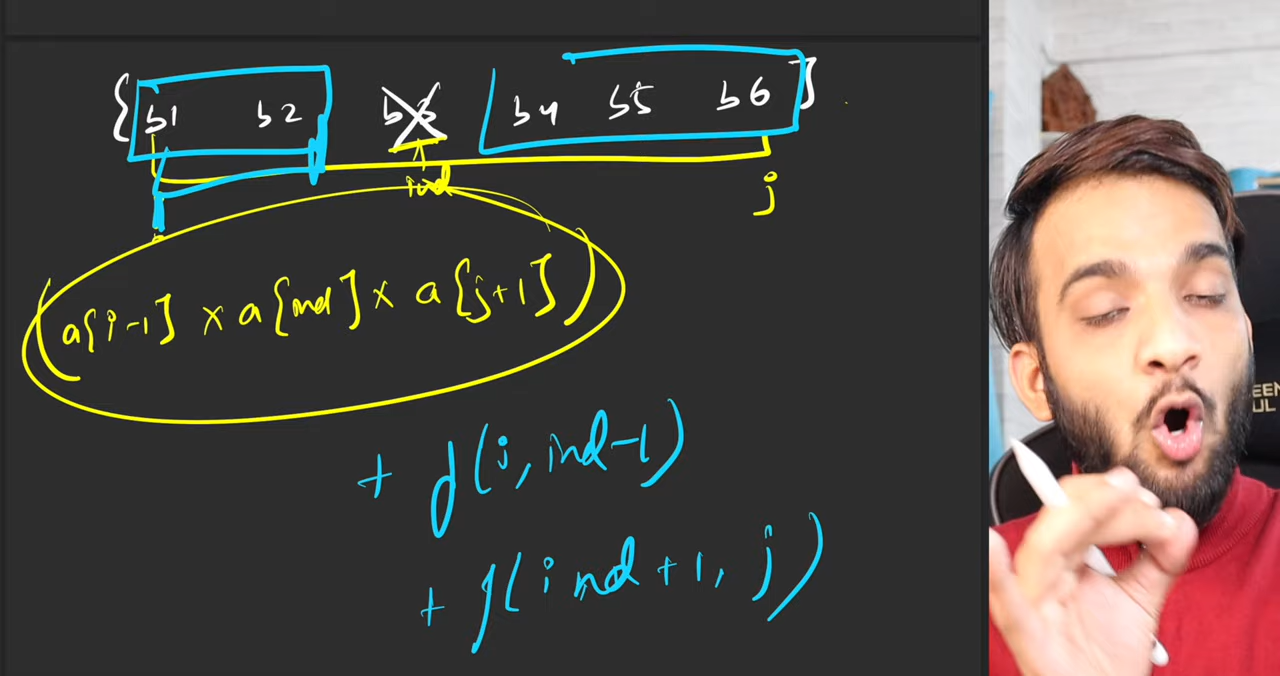 {b1 b2 b3 b4 b5 b6}
ind
j
(a[i-1] x a[ind] x a[j+1])
+ f(i, ind-1)
+ f(ind+1, j)